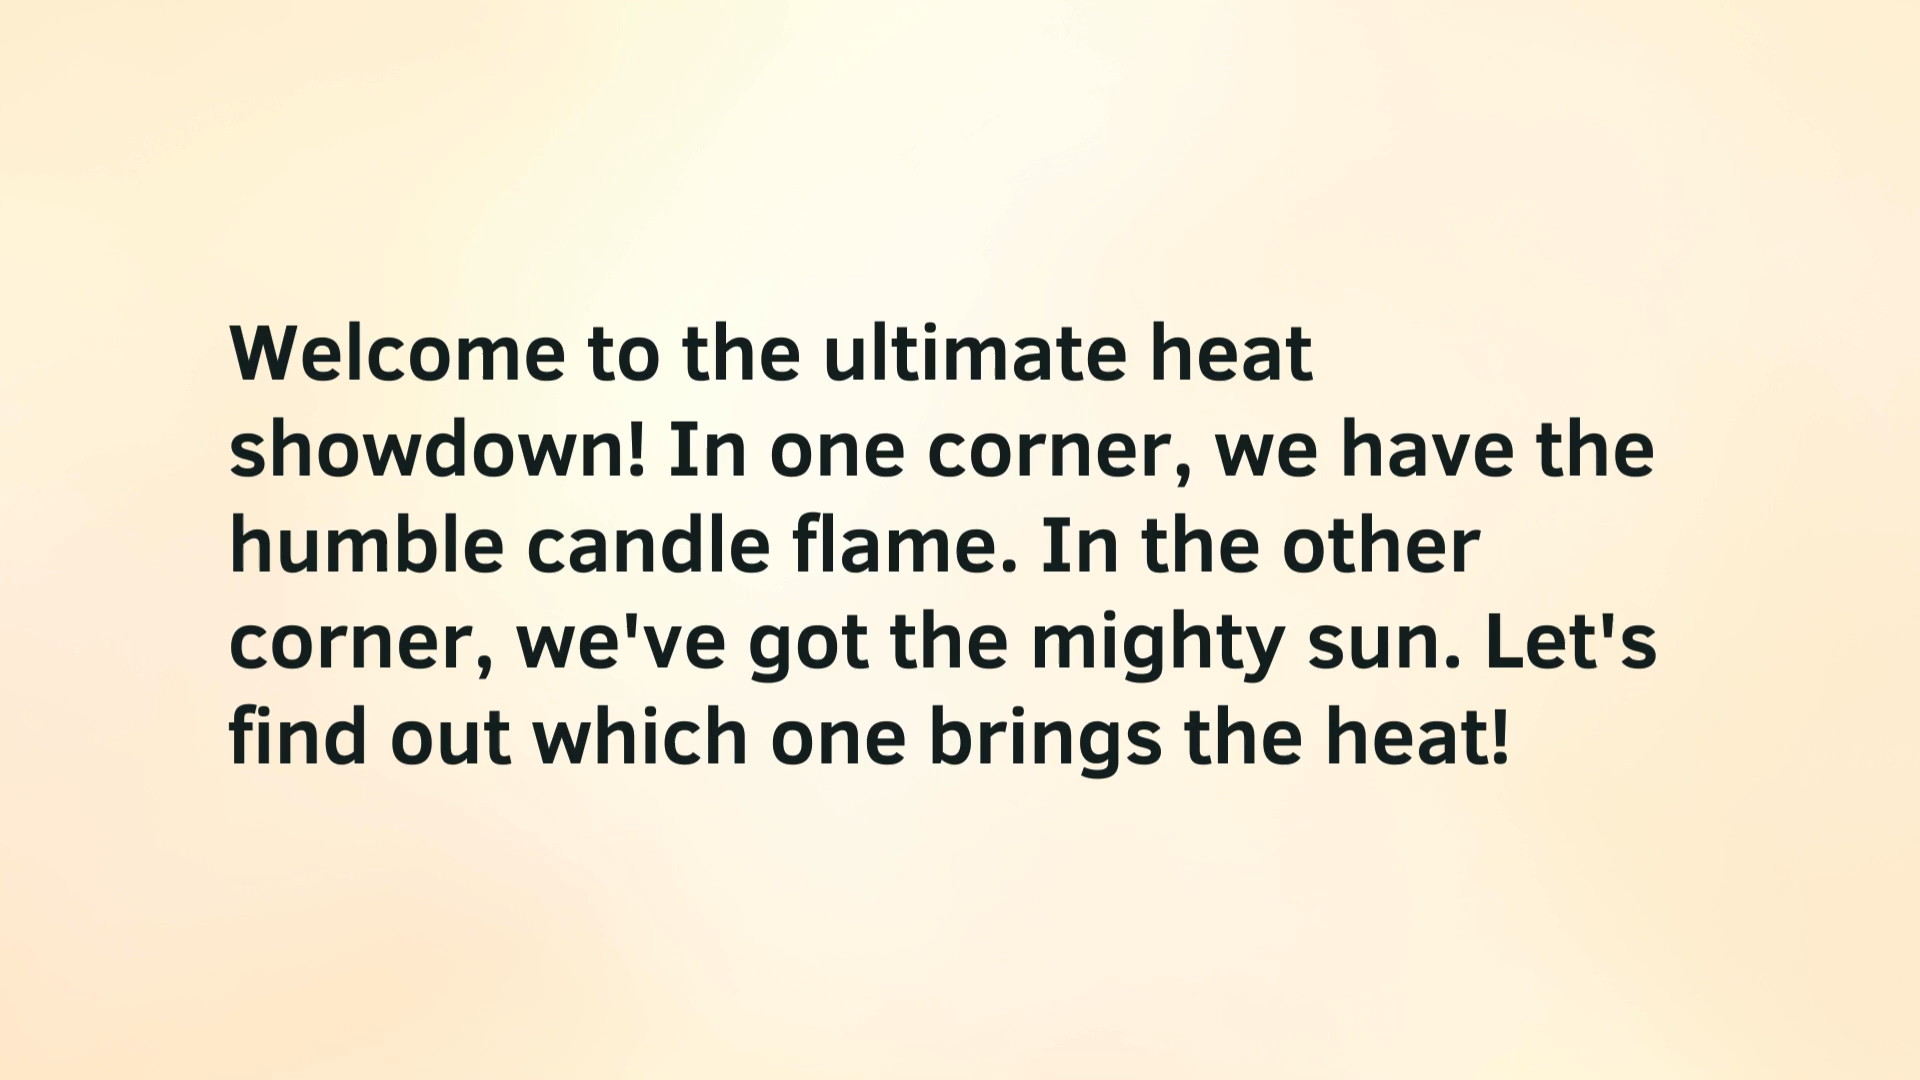 Welcome to the ultimate heat
showdown! In one corner, we have the
humble candle flame. In the other
corner, we've got the mighty sun. Let's
find out which one brings the heat!